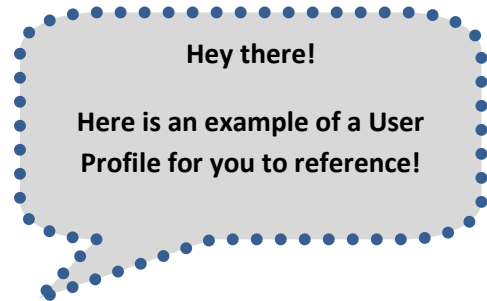 Hey there!
Here is an example of a User
Profile for you to reference!